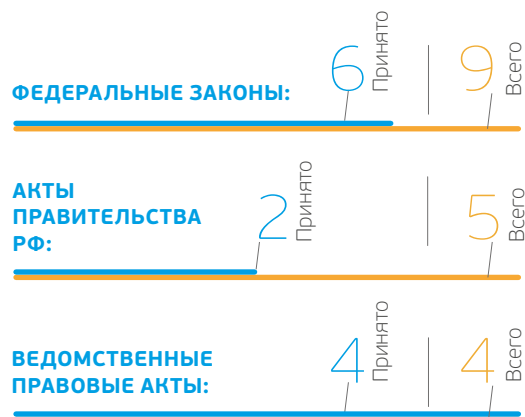 6 Принято
9 Всего
ФЕДЕРАЛЬНЫЕ ЗАКОНЫ:
АКТЫ
ПРАВИТЕЛЬСТВА
РФ:
2 Принято
5 Всего
ВЕДОМСТВЕННЫЕ
ПРАВОВЫЕ АКТЫ:
4 Принято
4 Всего